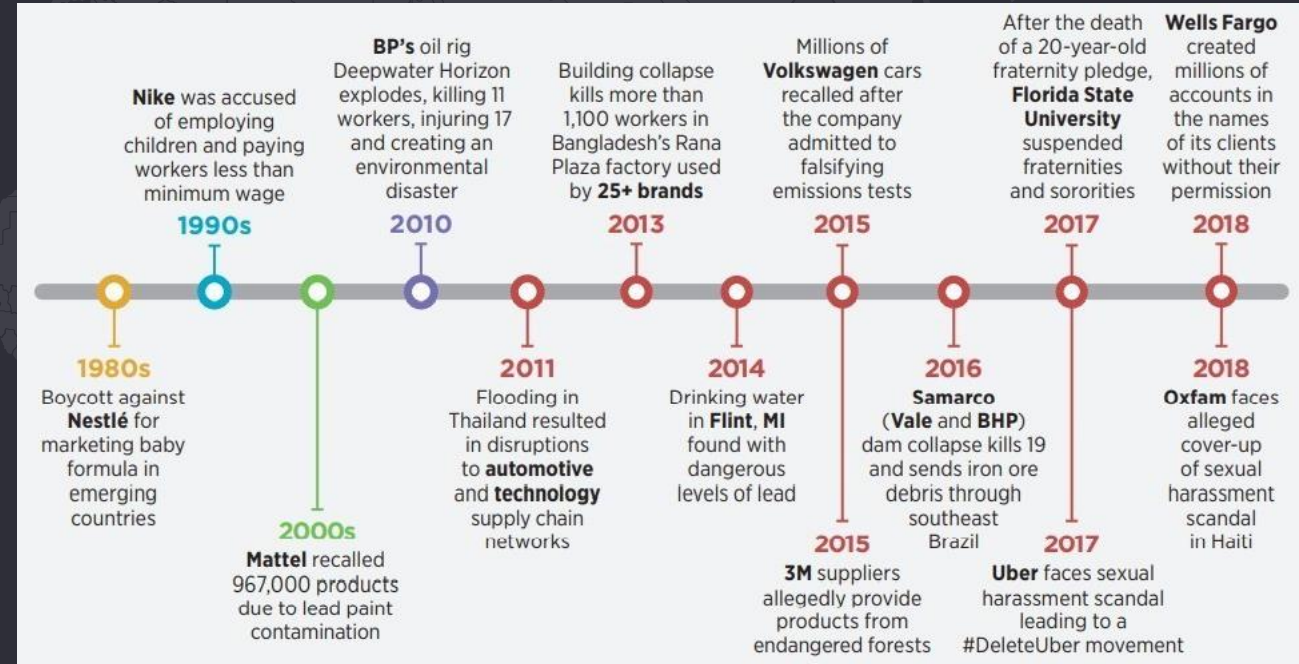 Nike was accused
of employing
children and paying
workers less than
minimum wage
1990s
BP's oil rig
Deepwater Horizon
explodes, killing 11
workers, injuring 17
and creating an
environmental
disaster
2010
Building collapse
kills more than
1,100 workers in
Bangladesh's Rana
Plaza factory used
by 25+ brands
2013
Millions of
Volkswagen cars
recalled after
the company
admitted to
falsifying
emissions tests
2015
After the death
of a 20-year-old
fraternity pledge,
Florida State
University
suspended
fraternities
and sororities
2017
Wells Fargo
created
millions of
accounts in
the names
of its clients
without their
permission
2018
1980s
Boycott against
Nestlé for
marketing baby
formula in
emerging
countries
2000s
Mattel recalled
967,000 products
due to lead paint
contamination
2011
Flooding in
Thailand resulted
in disruptions
to automotive
and technology
supply chain
networks
2014
Drinking water
in Flint, MI
found with
dangerous
levels of lead
2015
3M suppliers
allegedly provide
products from
endangered forests
2016
Samarco
(Vale and BHP)
dam collapse kills 19
and sends iron ore
debris through
southeast
Brazil
2017
Uber faces sexual
harassment scandal
leading to a
#DeleteUber movement
2018
Oxfam faces
alleged
cover-up
of sexual
harassment
scandal
in Haiti